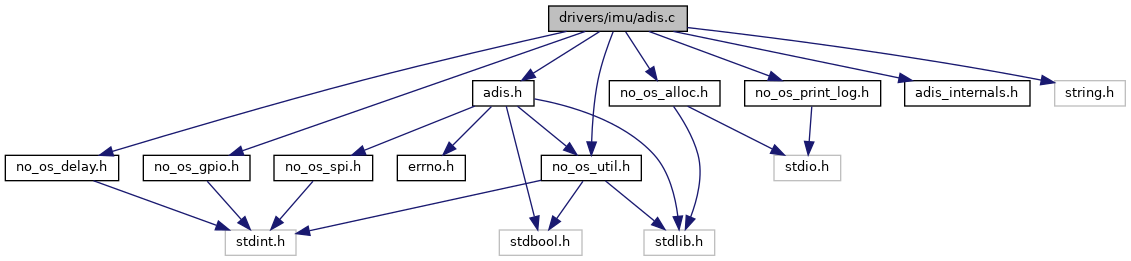 drivers/imu/adis.c
adis.h
no_os_alloc.h
no_os_print_log.h
adis_internals.h
string.h
no_os_delay.h
no_os_gpio.h
no_os_spi.h
errno.h
no_os_util.h
stdio.h
stdint.h
stdbool.h
stdlib.h